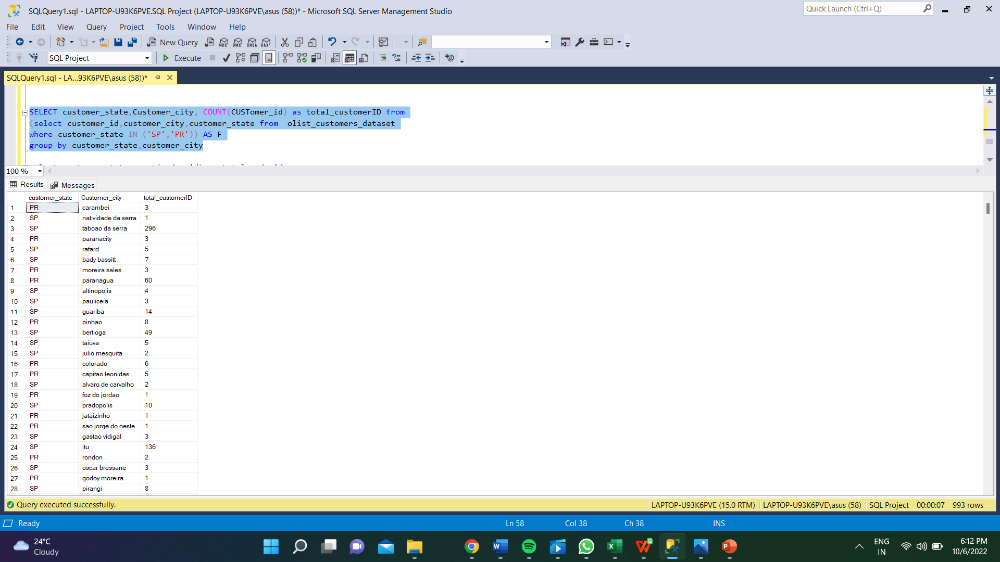 SQLQuery1.sql - LAPTOP-U93K6PVE.SQL Project (LAPTOP-U93K6PVE\asus (58))* - Microsoft SQL Server Management Studio
Quick Launch (Ctrl+Q)
File Edit View Query Project Tools Window Help
New Query MDX DMX XMLA DAX
SQL Project Execute
SQLQuery1.sql - LA...93K6PVE\asus (58))*
SELECT customer_state,Customer_city, COUNT(CUSTomer_id) as total_customerID from
(select customer_id,customer_city,customer_state from  olist_customers_dataset
where customer_state IN ('SP','PR')) AS F
group by customer_state,customer_city
100 %
Results Messages
customer_state Customer_city total_customerID
1 PR carambei 3
2 SP natividade da serra 1
3 SP taboao da serra 296
4 PR paranacity 3
5 SP rafard 5
6 SP bady bassitt 7
7 PR moreira sales 3
8 PR paranagua 60
9 SP altinopolis 4
10 SP pauliceia 3
11 SP guariba 14
12 PR pinhao 8
13 SP bertioga 49
14 SP taiuva 5
15 SP julio mesquita 2
16 PR colorado 6
17 PR capitao leonidas ... 5
18 SP alvaro de carvalho 2
19 PR foz do jordao 1
20 SP pradopolis 10
21 PR jataizinho 1
22 PR sao jorge do oeste 1
23 SP gastao vidigal 3
24 SP itu 136
25 PR rondon 2
26 SP oscar bressane 3
27 PR godoy moreira 1
28 SP pirangi 8
Query executed successfully. LAPTOP-U93K6PVE (15.0 RTM) LAPTOP-U93K6PVE\asus (58) SQL Project 00:00:07 993 rows
Ready Ln 58 Col 38 Ch 38 INS
24°C
Cloudy
ENG
IN
6:12 PM
10/6/2022